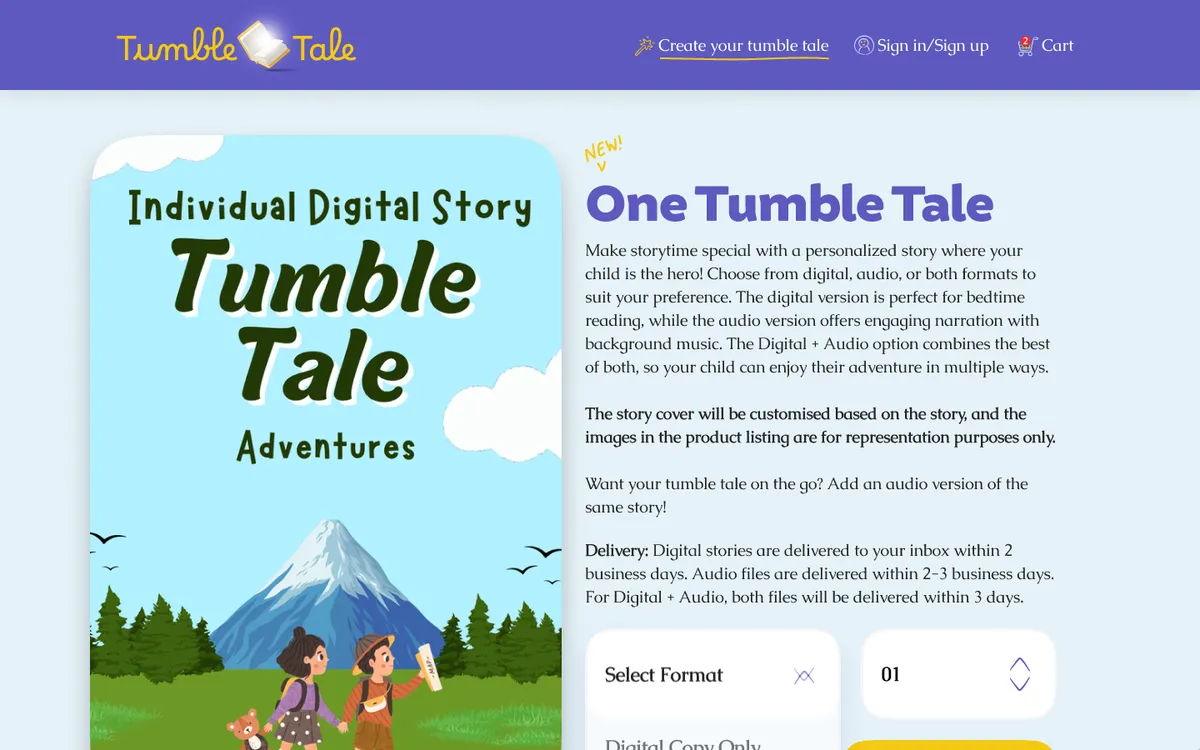 Tumble Tale
Create your tumble tale
Sign in/Sign up
2
Cart
Individual Digital Story
Tumble
Tale
Adventures
MAP
NEW!
One Tumble Tale
Make storytime special with a personalized story where your
child is the hero! Choose from digital, audio, or both formats to
suit your preference. The digital version is perfect for bedtime
reading, while the audio version offers engaging narration with
background music. The Digital + Audio option combines the best
of both, so your child can enjoy their adventure in multiple ways.
The story cover will be customised based on the story, and the
images in the product listing are for representation purposes only.
Want your tumble tale on the go? Add an audio version of the
same story!
Delivery: Digital stories are delivered to your inbox within 2
business days. Audio files are delivered within 2-3 business days.
For Digital + Audio, both files will be delivered within 3 days.
Select Format
01
Digital Copy Only